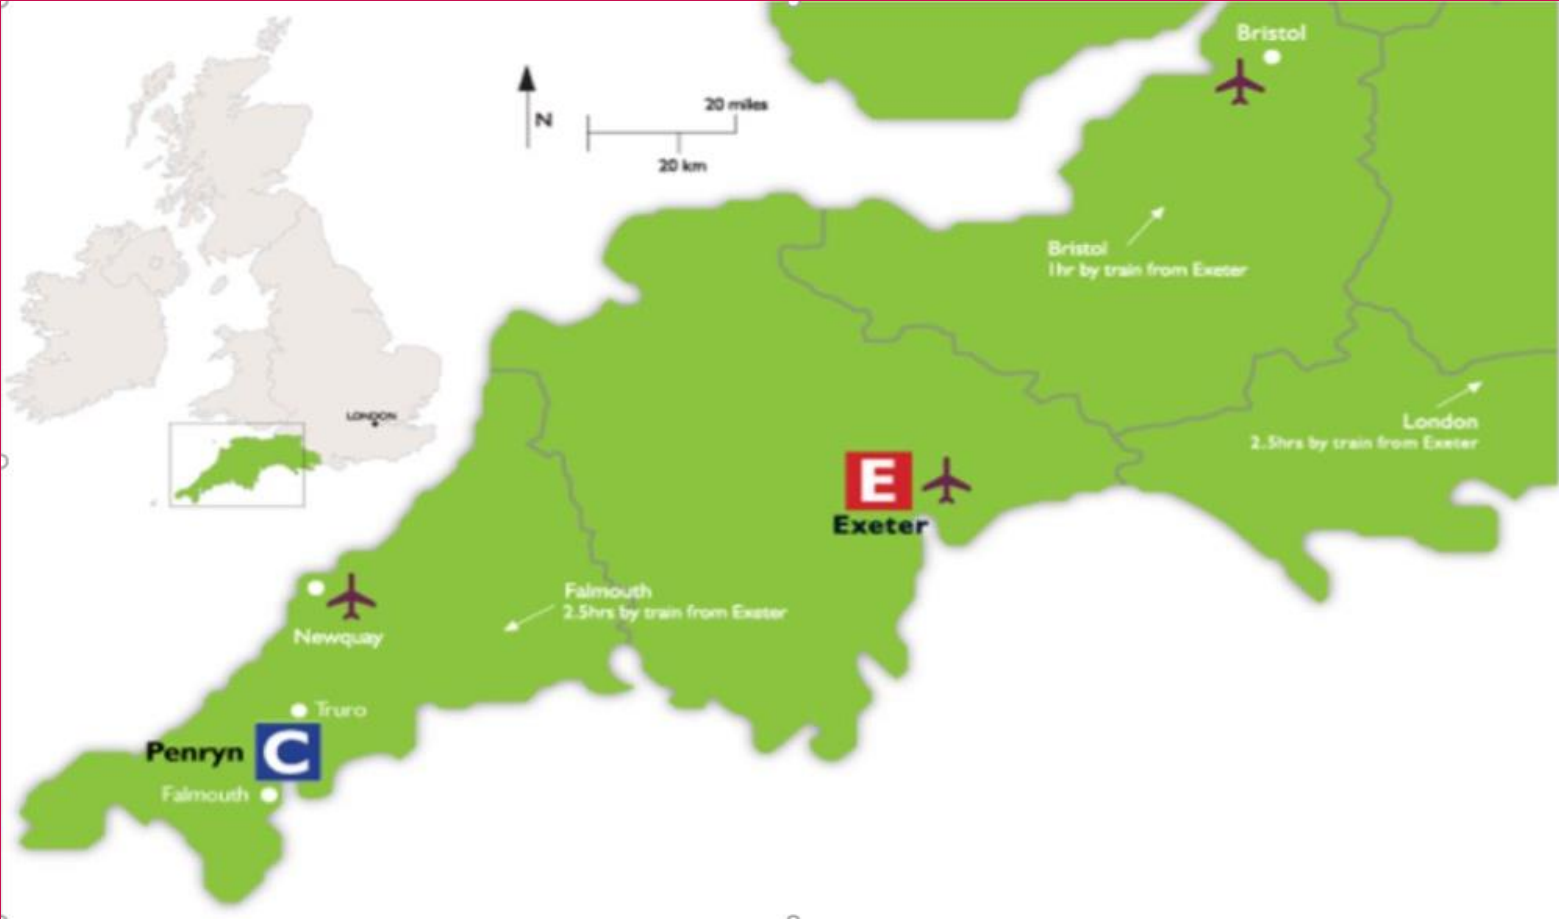 Bristol
20 miles
N
20 km
Bristol
1hr by train from Exeter
LONDON
London
2.5hrs by train from Exeter
E
Exeter
Falmouth
2.5hrs by train from Exeter
Newquay
Truro
Penryn
C
Falmouth